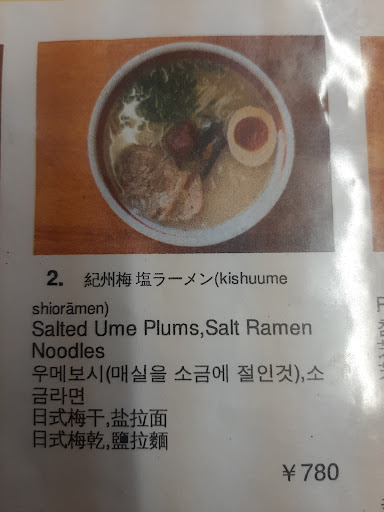 2. 紀州梅 塩ラーメン(kishuume
shiorāmen)
Salted Ume Plums,Salt Ramen
Noodles
우메보시(매실을 소금에 절인것),소
금라면
日式梅干,盐拉面
日式梅乾,鹽拉麵
￥780